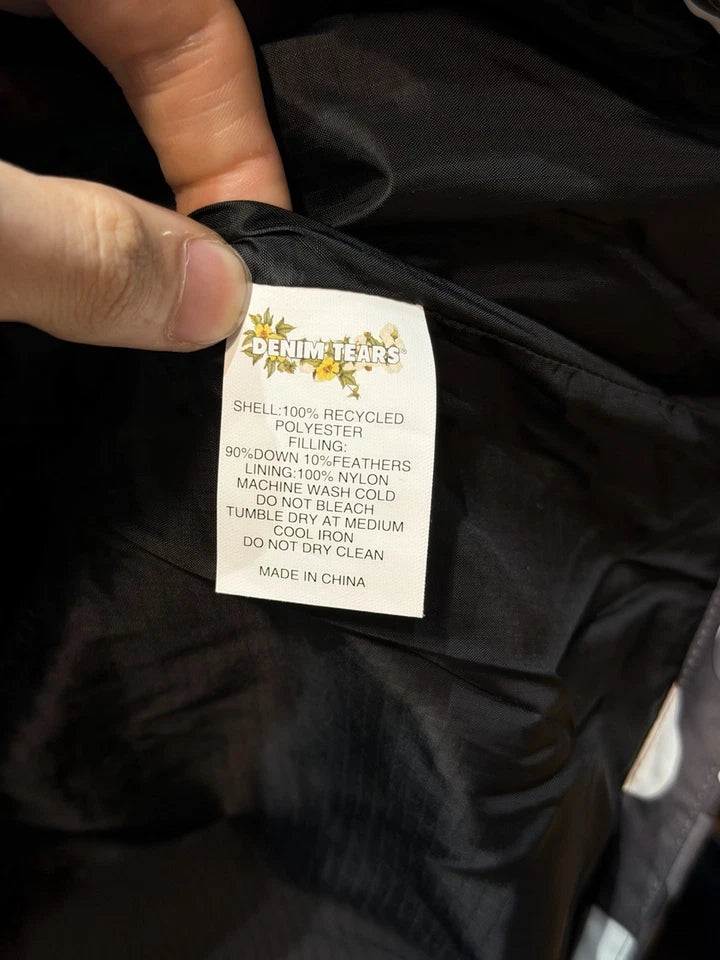 DENIM TEARS®
SHELL:100% RECYCLED
POLYESTER
FILLING:
90%DOWN 10%FEATHERS
LINING:100% NYLON
MACHINE WASH COLD
DO NOT BLEACH
TUMBLE DRY AT MEDIUM
COOL IRON
DO NOT DRY CLEAN
MADE IN CHINA